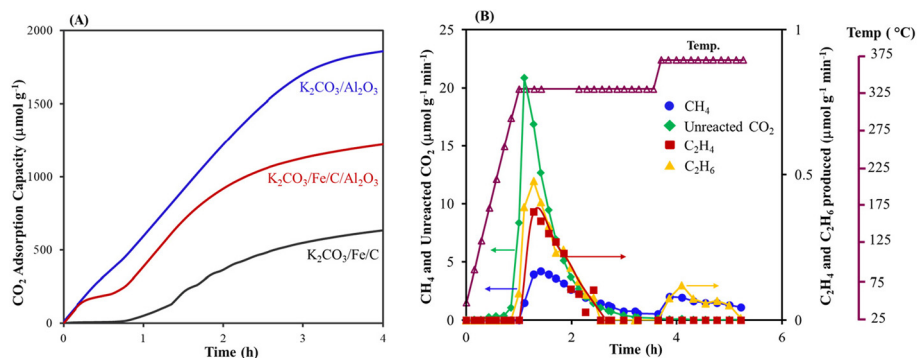 (A)
CO₂ Adsorption Capacity (µmol g⁻¹)
2000
1500
1000
500
0
0 1 2 3 4
Time (h)
K₂CO₃/Al₂O₃
K₂CO₃/Fe/C/Al₂O₃
K₂CO₃/Fe/C
(B)
CH₄ and Unreacted CO₂ (µmol g⁻¹ min⁻¹)
25
20
15
10
5
0
0 2 4 6
Time (h)
Temp.
CH₄
Unreacted CO₂
C₂H₄
C₂H₆
1
0.5
0
C₂H₄ and C₂H₆ produced (µmol g⁻¹ min⁻¹)
Temp ( °C)
375
325
275
225
175
125
75
25